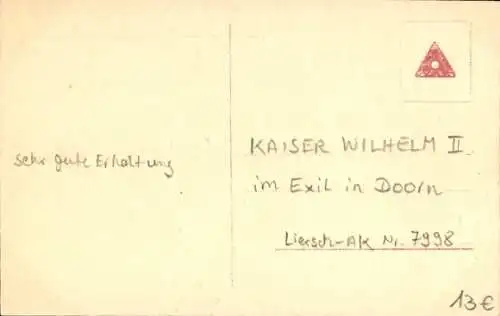 sehr gute Erhaltung
KAISER WILHELM II
im Exil in Doorn
Liersch-AK Nr. 7998
13€